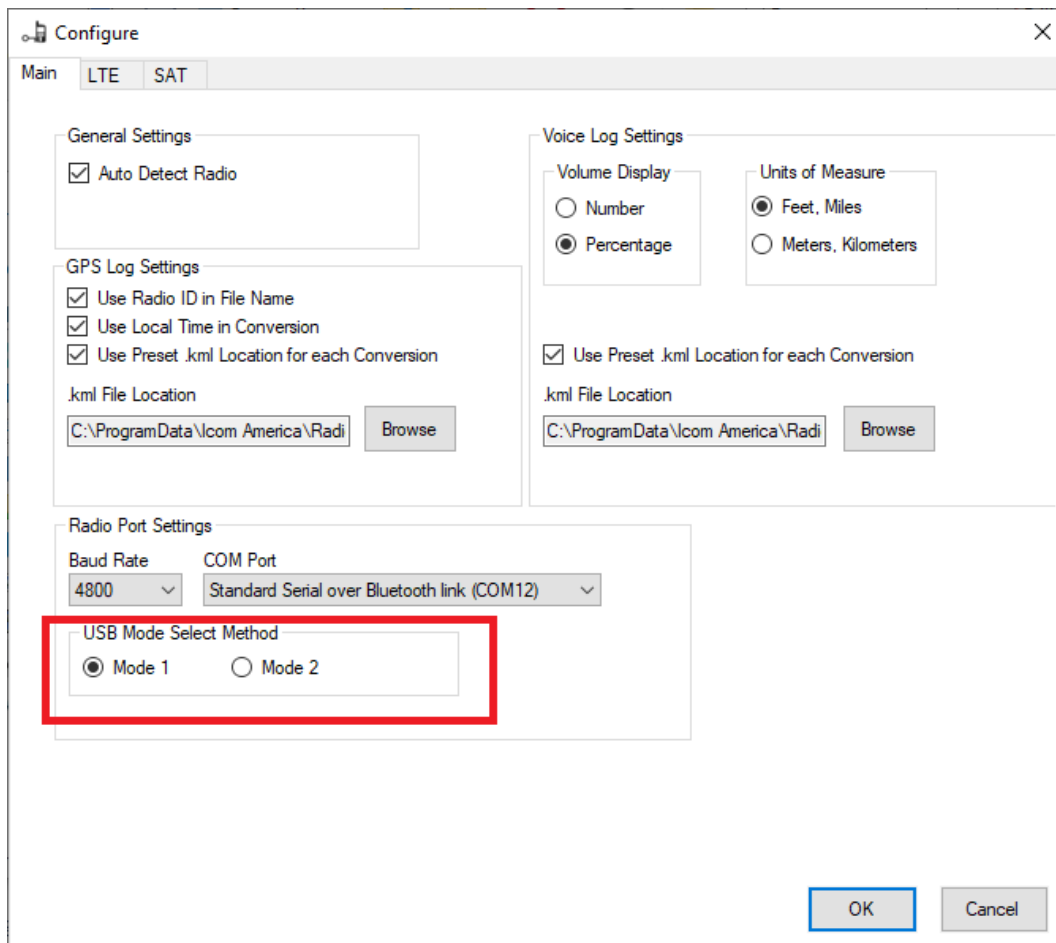 Configure
Main LTE SAT
General Settings
Auto Detect Radio
Voice Log Settings
Volume Display
Number
Percentage
Units of Measure
Feet, Miles
Meters, Kilometers
GPS Log Settings
Use Radio ID in File Name
Use Local Time in Conversion
Use Preset .kml Location for each Conversion
.kml File Location
C:\ProgramData\Icom America\Radi Browse
Use Preset .kml Location for each Conversion
.kml File Location
C:\ProgramData\Icom America\Radi Browse
Radio Port Settings
Baud Rate COM Port
4800 Standard Serial over Bluetooth link (COM12)
USB Mode Select Method
Mode 1 Mode 2
OK Cancel